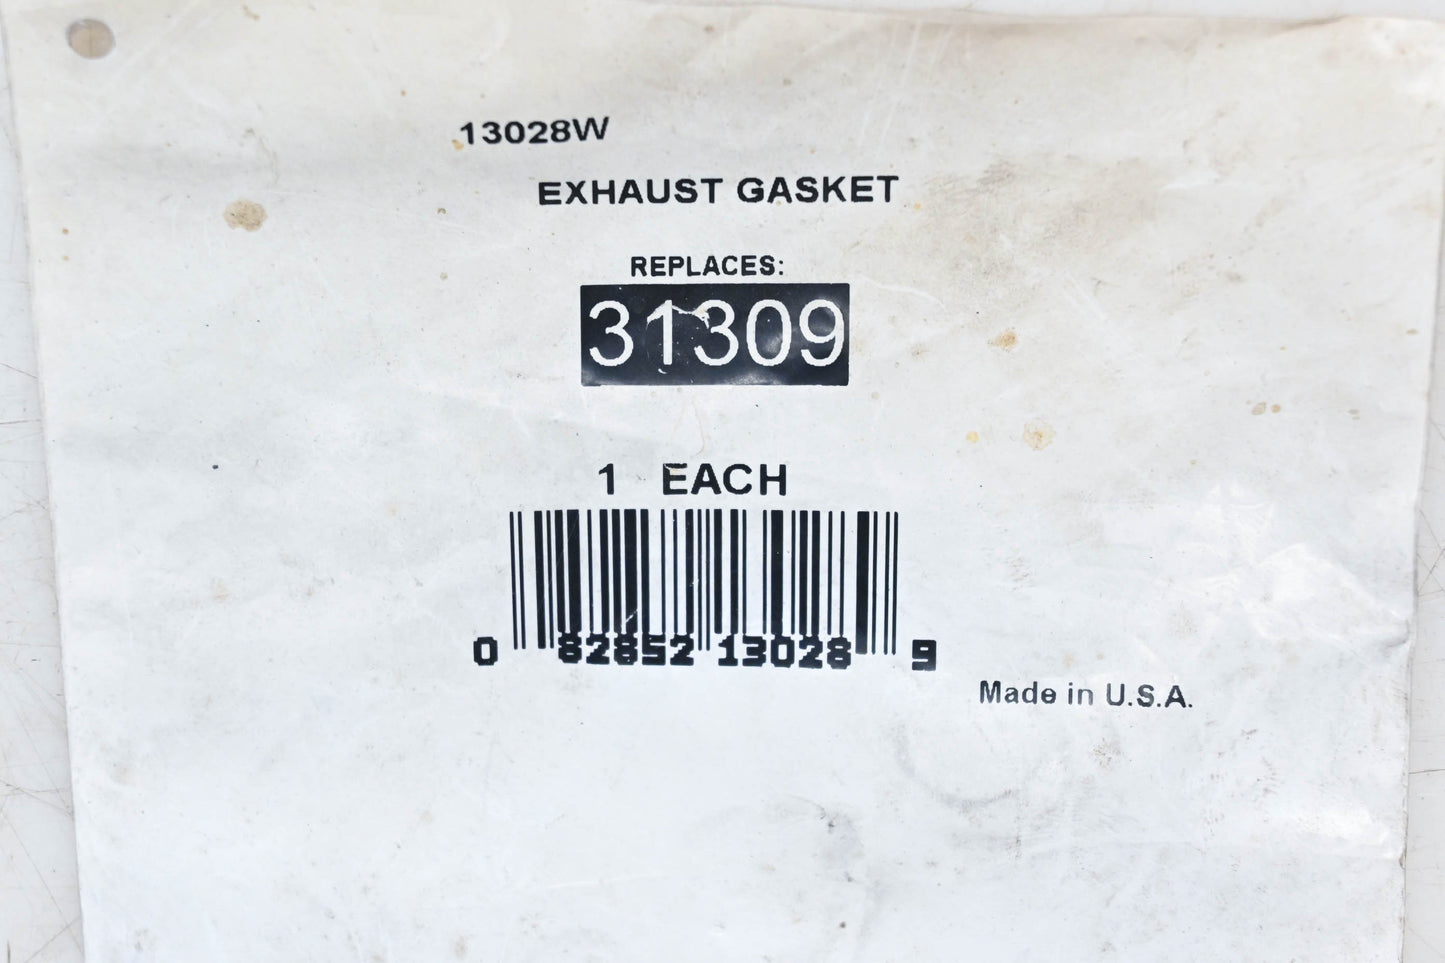 13028W
EXHAUST GASKET
REPLACES:
31309
1 EACH
0 82852 13028 9
Made in U.S.A.